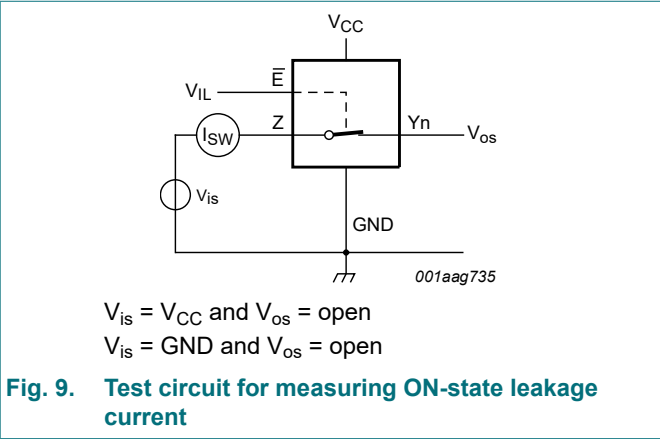 VCC
E̅
VIL
Z
Yn
ISW
Vos
Vis
GND
001aag735
Vis = VCC and Vos = open
Vis = GND and Vos = open
Fig. 9. Test circuit for measuring ON-state leakage
current